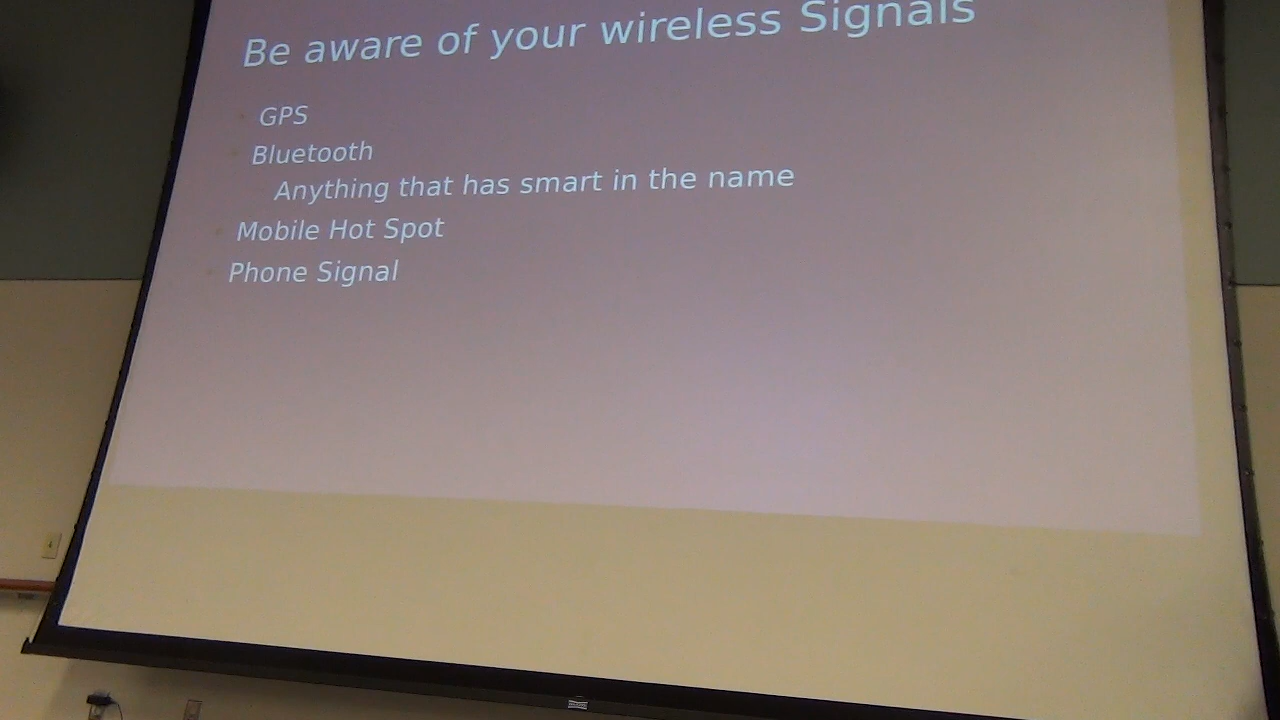 Be aware of your wireless Signals
GPS
Bluetooth
Anything that has smart in the name
Mobile Hot Spot
Phone Signal